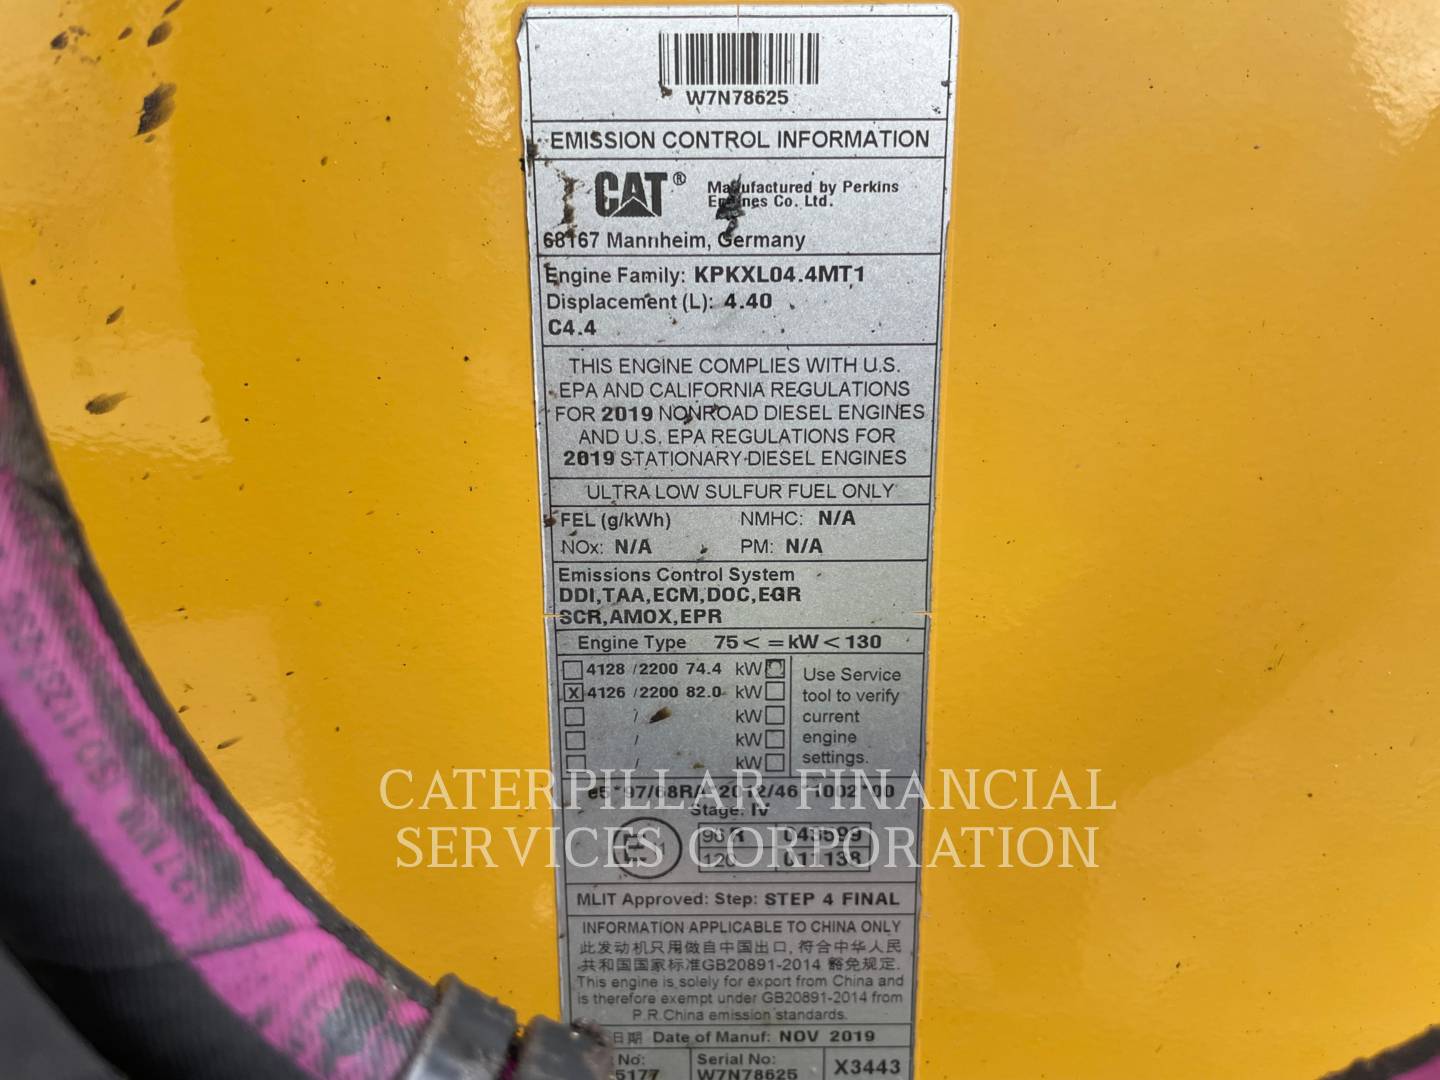 W7N78625
EMISSION CONTROL INFORMATION
CAT® Manufactured by Perkins
Engines Co. Ltd.
68167 Mannheim, Germany
Engine Family: KPKXL04.4MT1
Displacement (L): 4.40
C4.4
THIS ENGINE COMPLIES WITH U.S.
EPA AND CALIFORNIA REGULATIONS
FOR 2019 NONROAD DIESEL ENGINES
AND U.S. EPA REGULATIONS FOR
2019 STATIONARY DIESEL ENGINES
ULTRA LOW SULFUR FUEL ONLY
FEL (g/kWh) NMHC: N/A
NOx: N/A PM: N/A
Emissions Control System
DDI,TAA,ECM,DOC,EGR
SCR,AMOX,EPR
Engine Type 75 < = kW < 130
4128 /2200 74.4 kW
X 4126 /2200 82.0 kW
/ kW
/ kW
/ kW
Use Service
tool to verify
current
engine
settings.
CATERPILLAR FINANCIAL
SERVICES CORPORATION
Stage: IV
96 R 043599
120 011138
MLIT Approved: Step: STEP 4 FINAL
INFORMATION APPLICABLE TO CHINA ONLY
此发动机只用做自中国出口, 符合中华人民
共和国国家标准GB20891-2014 豁免规定.
This engine is solely for export from China and
is therefore exempt under GB20891-2014 from
P.R.China emission standards.
日期 Date of Manuf: NOV 2019
No: Serial No: X3443
5177 W7N78625